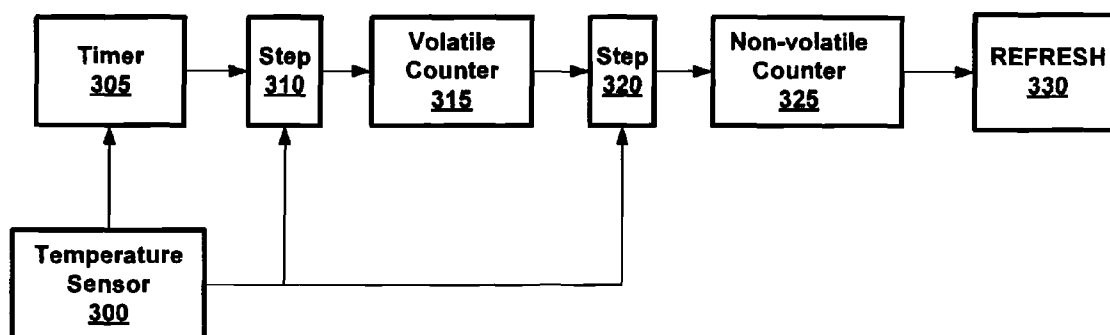 Timer
305
Step
310
Volatile
Counter
315
Step
320
Non-volatile
Counter
325
REFRESH
330
Temperature
Sensor
300